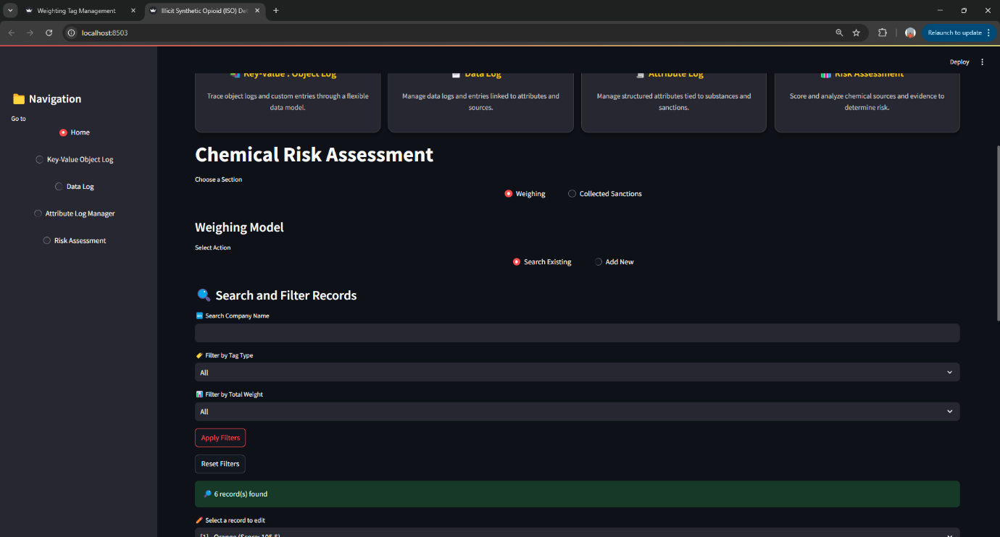 Weighting Tag Management
Illicit Synthetic Opioid (ISO) Det
localhost:8503
Relaunch to update
Deploy
Navigation
Go to
Home
Key-Value Object Log
Data Log
Attribute Log Manager
Risk Assessment
Key-Value : Object Log
Trace object logs and custom entries through a flexible
data model.
Data Log
Manage data logs and entries linked to attributes and
sources.
Attribute Log
Manage structured attributes tied to substances and
sanctions.
Risk Assessment
Score and analyze chemical sources and evidence to
determine risk.
Chemical Risk Assessment
Choose a Section
Weighing
Collected Sanctions
Weighing Model
Select Action
Search Existing
Add New
Search and Filter Records
Search Company Name
Filter by Tag Type
All
Filter by Total Weight
All
Apply Filters
Reset Filters
6 record(s) found
Select a record to edit
[1] - Orange (Score: 105.5)